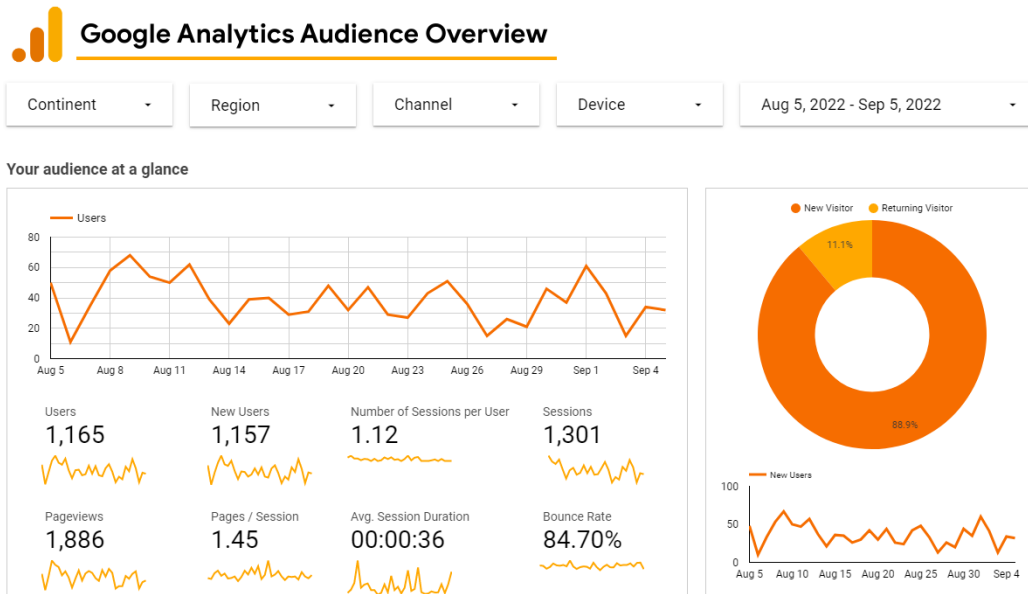 Google Analytics Audience Overview
Continent
Region
Channel
Device
Aug 5, 2022 - Sep 5, 2022
Your audience at a glance
Users
80
60
40
20
0
Aug 5 Aug 8 Aug 11 Aug 14 Aug 17 Aug 20 Aug 23 Aug 26 Aug 29 Sep 1 Sep 4
Users
1,165
New Users
1,157
Number of Sessions per User
1.12
Sessions
1,301
Pageviews
1,886
Pages / Session
1.45
Avg. Session Duration
00:00:36
Bounce Rate
84.70%
New Visitor Returning Visitor
11.1%
88.9%
New Users
100
50
0
Aug 5 Aug 10 Aug 15 Aug 20 Aug 25 Aug 30 Sep 4